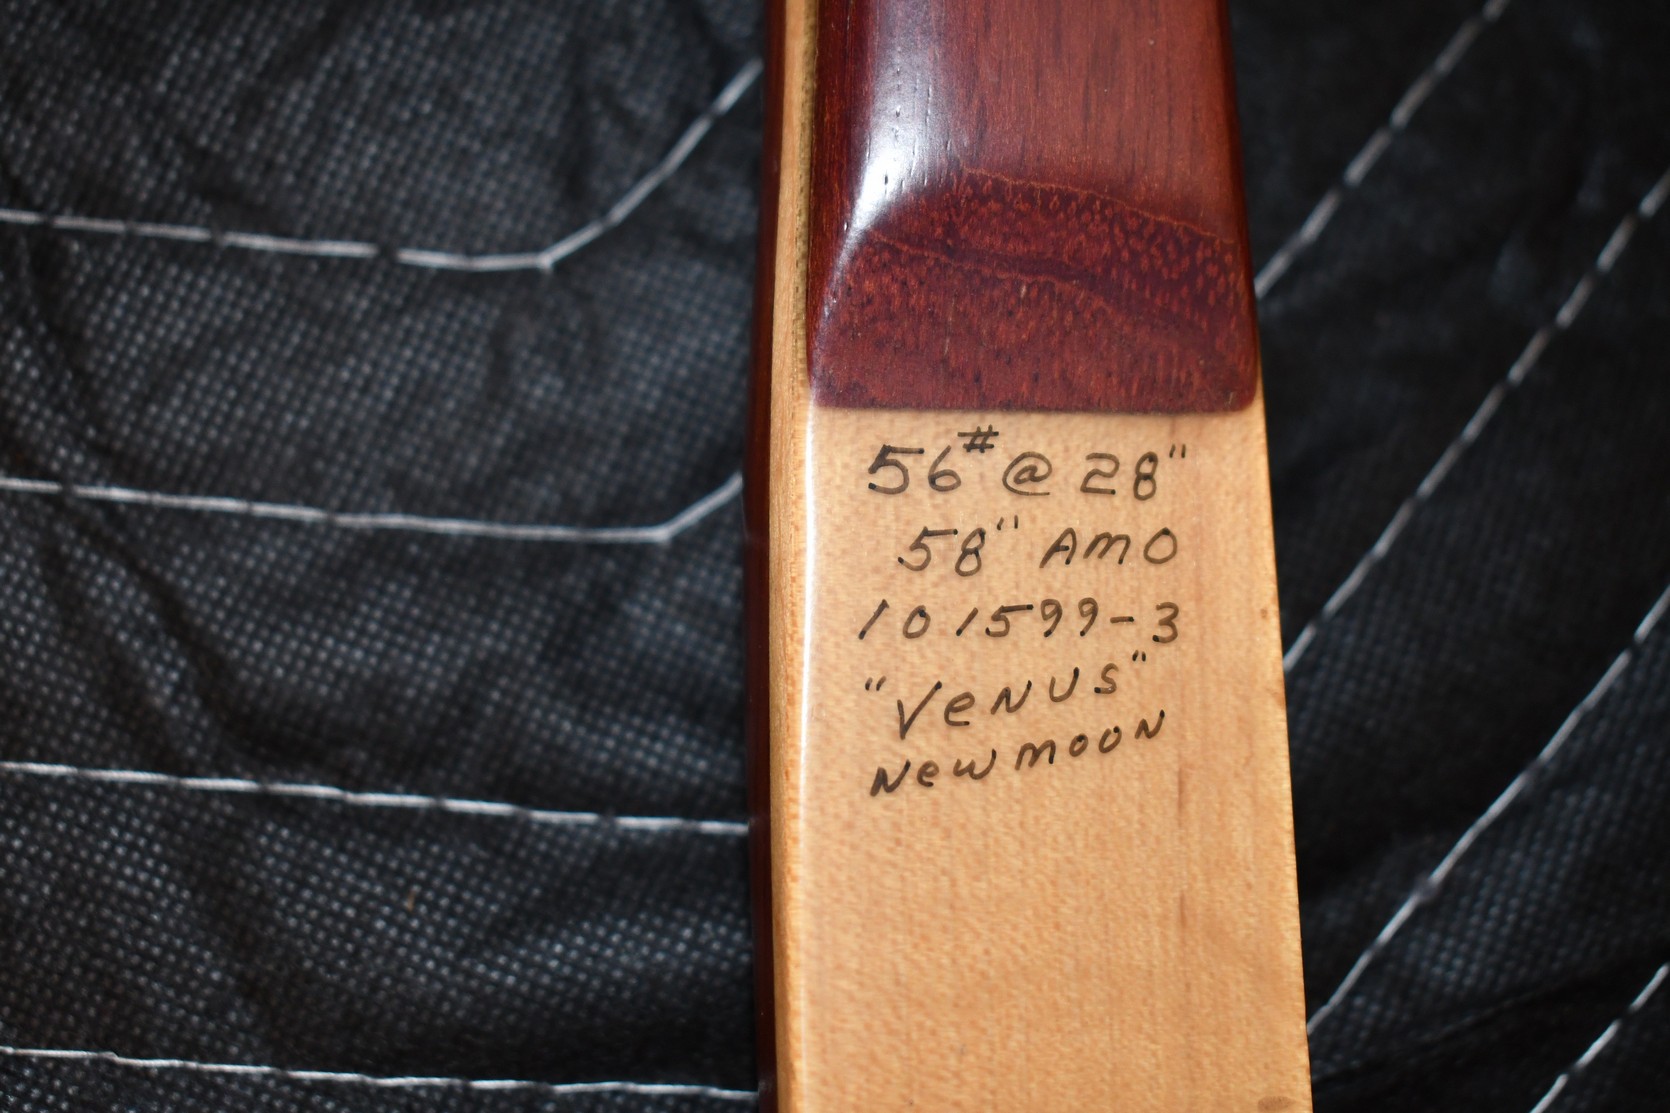 56# @ 28"
58" AMO
101599-3
"VeNUS"
NewmooN